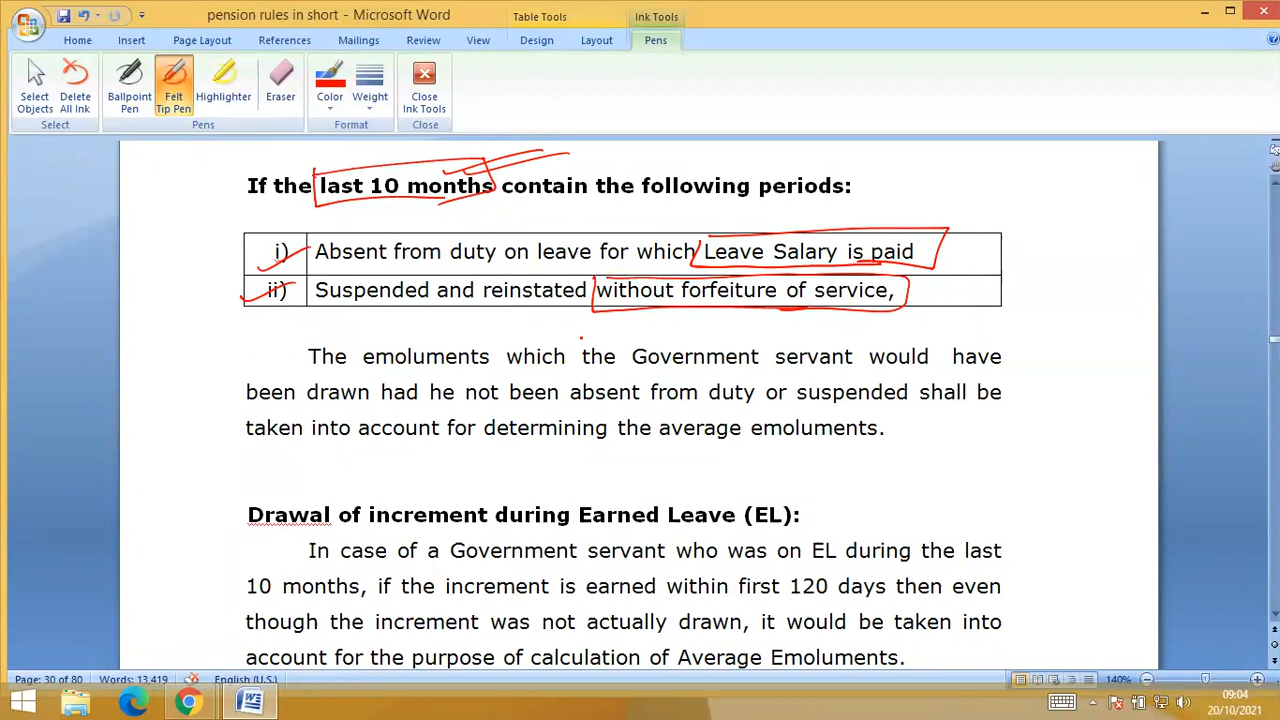 pension rules in short - Microsoft Word
Table Tools
Ink Tools
Home Insert Page Layout References Mailings Review View Design Layout Pens
Select Objects
Delete All Ink
Ballpoint Pen
Felt Tip Pen
Highlighter
Eraser
Color
Weight
Close Ink Tools
Select Pens Format Close
If the last 10 months contain the following periods:
i) Absent from duty on leave for which Leave Salary is paid
ii) Suspended and reinstated without forfeiture of service,
The emoluments which the Government servant would have
been drawn had he not been absent from duty or suspended shall be
taken into account for determining the average emoluments.
Drawal of increment during Earned Leave (EL):
In case of a Government servant who was on EL during the last
10 months, if the increment is earned within first 120 days then even
though the increment was not actually drawn, it would be taken into
account for the purpose of calculation of Average Emoluments.
Page: 30 of 80 Words: 13,419 English (U.S.) 140%
09:04
20/10/2021